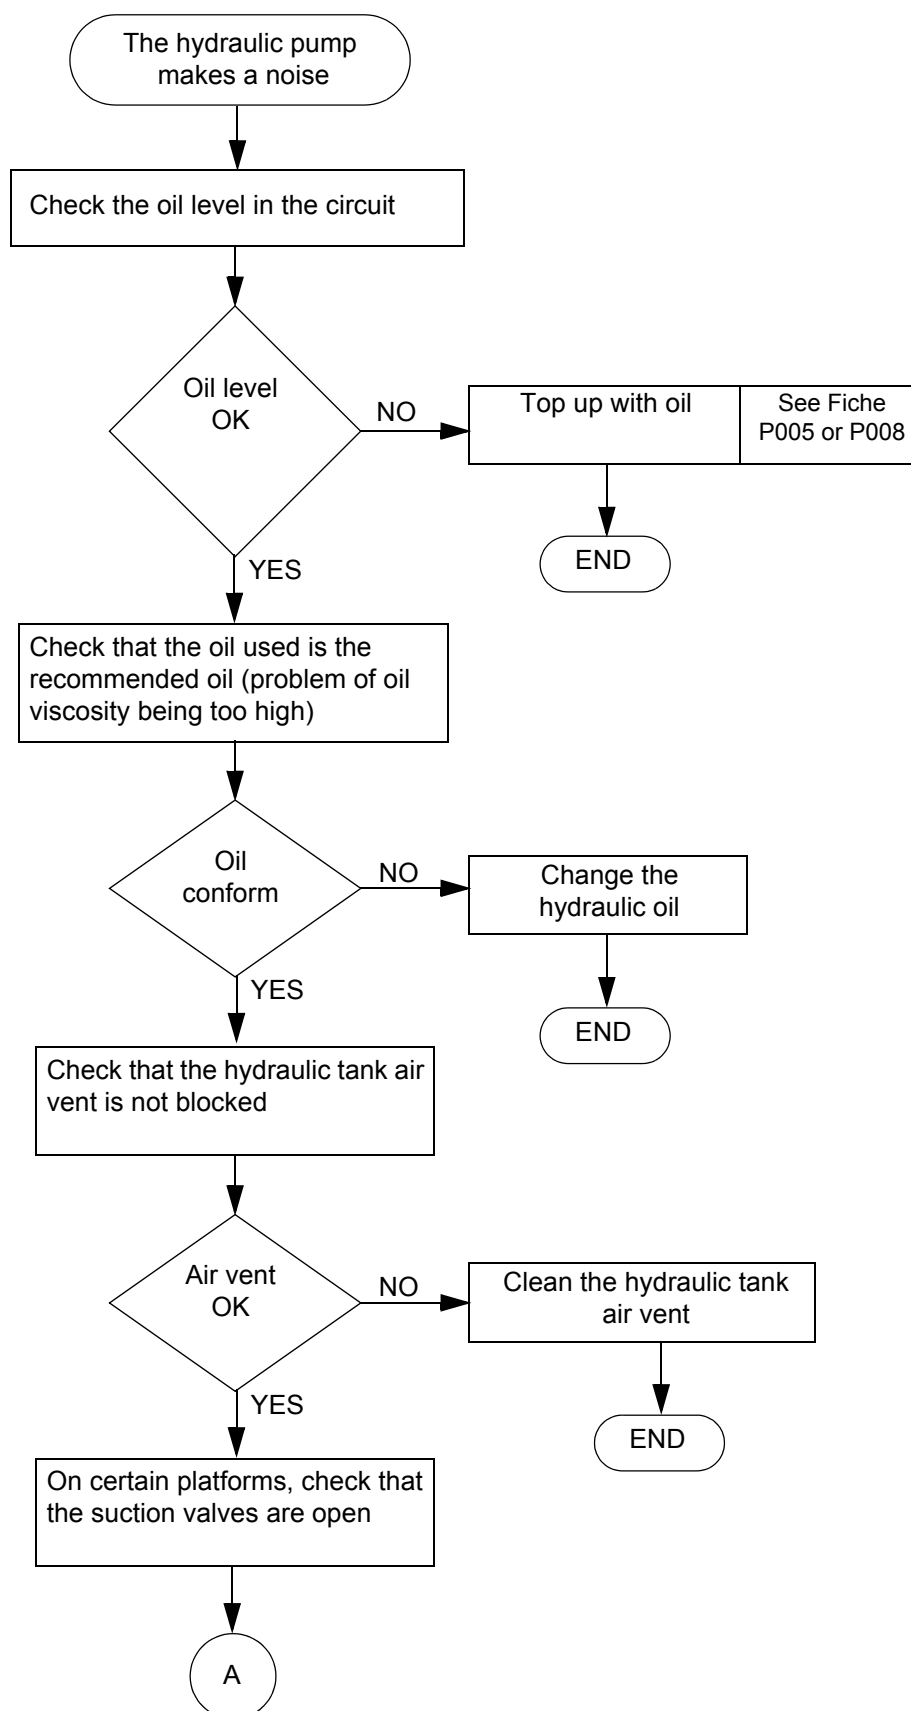 The hydraulic pump
makes a noise
Check the oil level in the circuit
Oil level
OK
NO
Top up with oil
See Fiche
P005 or P008
END
YES
Check that the oil used is the
recommended oil (problem of oil
viscosity being too high)
Oil
conform
NO
Change the
hydraulic oil
END
YES
Check that the hydraulic tank air
vent is not blocked
Air vent
OK
NO
Clean the hydraulic tank
air vent
END
YES
On certain platforms, check that
the suction valves are open
A